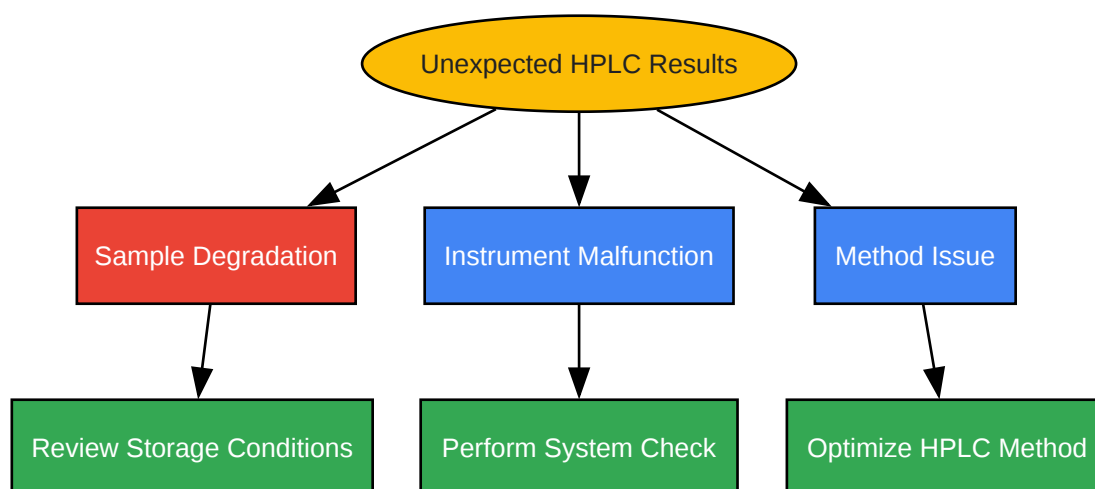 Unexpected HPLC Results
Sample Degradation
Instrument Malfunction
Method Issue
Review Storage Conditions
Perform System Check
Optimize HPLC Method